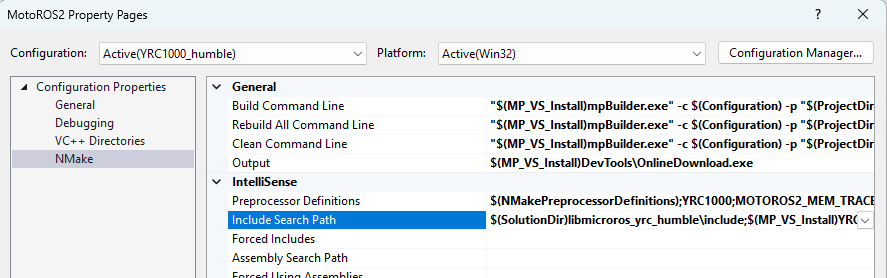 MotoROS2 Property Pages
?
Configuration: Active(YRC1000_humble) Platform: Active(Win32) Configuration Manager...
Configuration Properties
General
Debugging
VC++ Directories
NMake
General
Build Command Line "$(MP_VS_Install)mpBuilder.exe" -c $(Configuration) -p "$(ProjectDir
Rebuild All Command Line "$(MP_VS_Install)mpBuilder.exe" -c $(Configuration) -p "$(ProjectDir
Clean Command Line "$(MP_VS_Install)mpBuilder.exe" -c $(Configuration) -p "$(ProjectDir
Output $(MP_VS_Install)DevTools\OnlineDownload.exe
IntelliSense
Preprocessor Definitions $(NMakePreprocessorDefinitions);YRC1000;MOTOROS2_MEM_TRACE
Include Search Path $(SolutionDir)libmicroros_yrc_humble\include;$(MP_VS_Install)YRC
Forced Includes
Assembly Search Path
Forced Using Assemblies